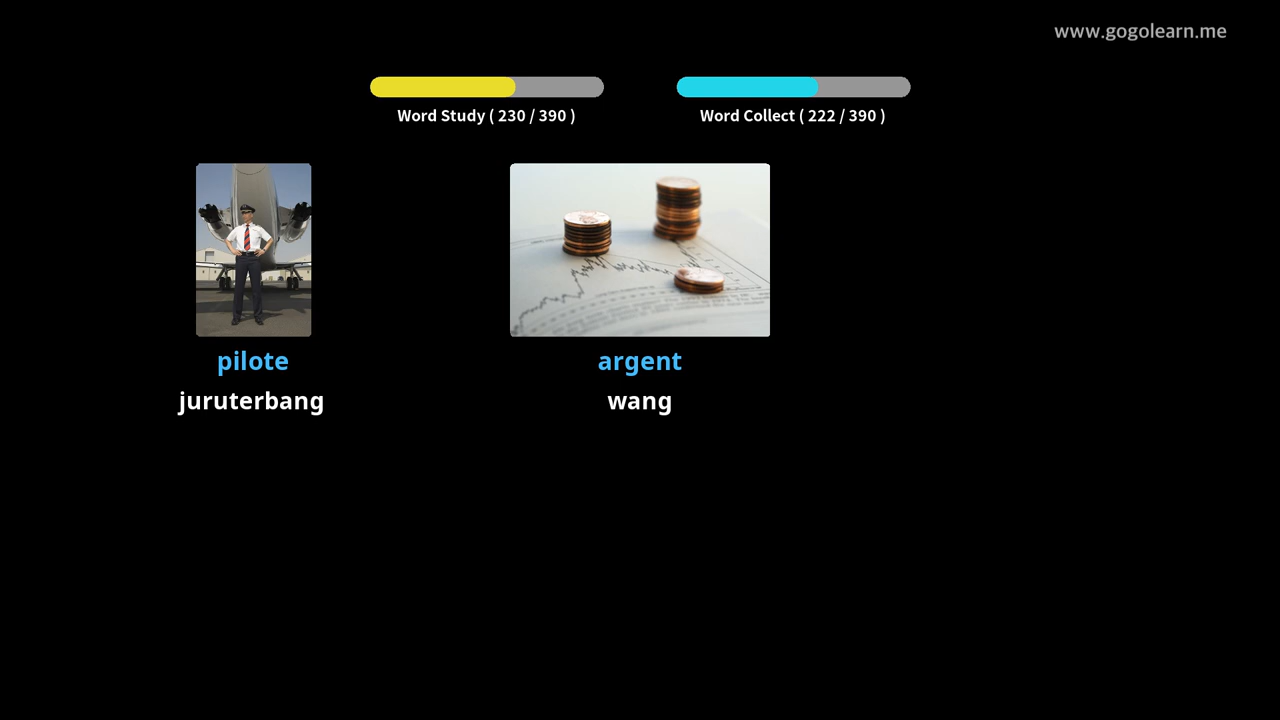 www.gogolearn.me
Word Study ( 230 / 390 )
Word Collect ( 222 / 390 )
pilote
argent
juruterbang
wang